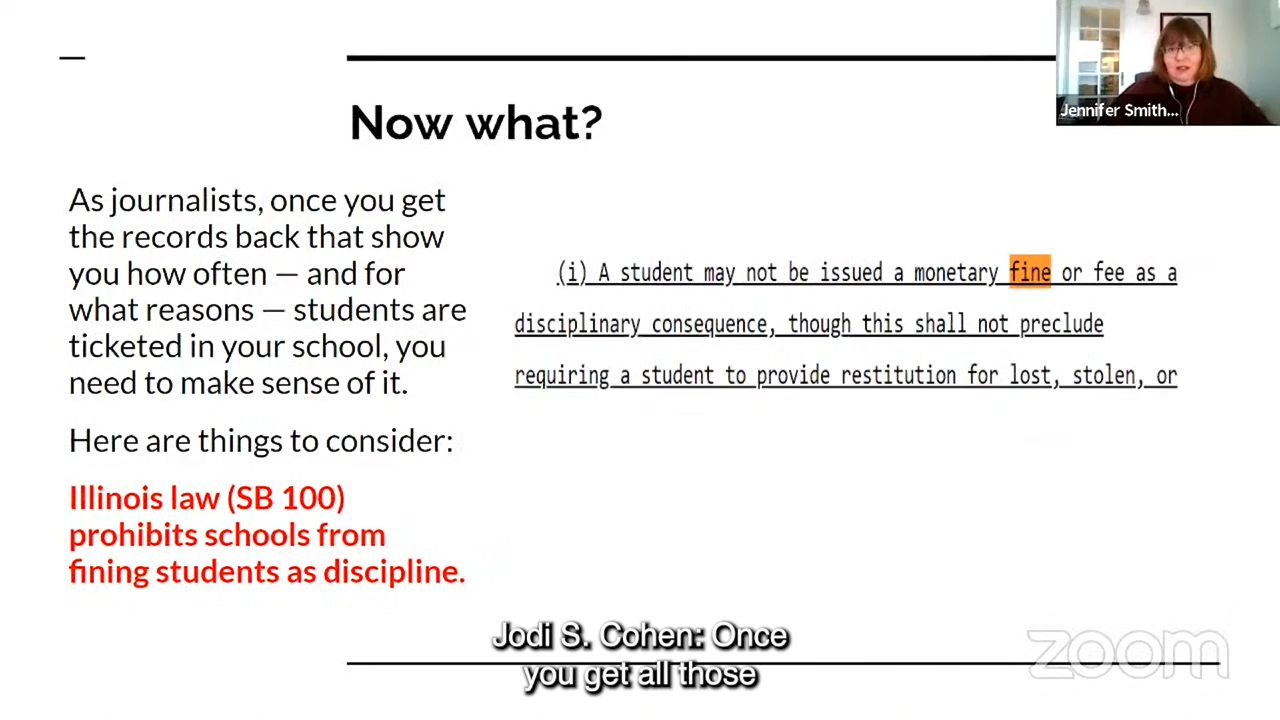 Jennifer Smith...
Now what?
As journalists, once you get
the records back that show
you how often — and for
what reasons — students are
ticketed in your school, you
need to make sense of it.
Here are things to consider:
Illinois law (SB 100)
prohibits schools from
fining students as discipline.
(i) A student may not be issued a monetary fine or fee as a
disciplinary consequence, though this shall not preclude
requiring a student to provide restitution for lost, stolen, or
Jodi S. Cohen: Once
you get all those
zoom